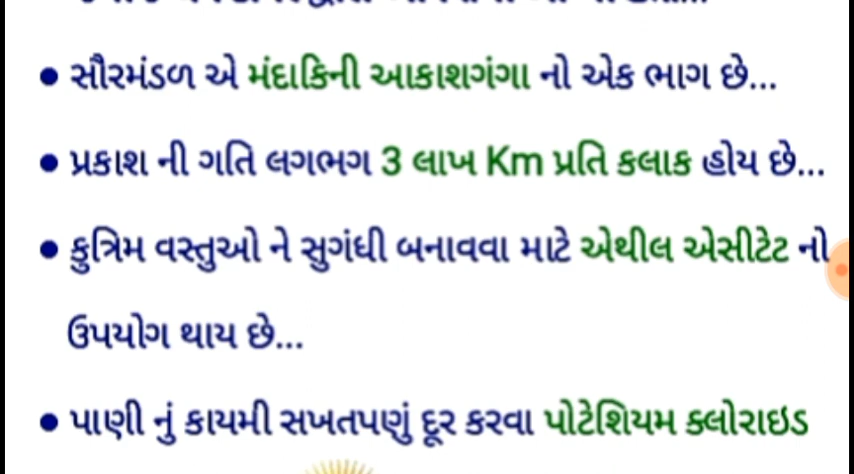 • સૌરમંડળ એ મંદાકિની આકાશગંગા નો એક ભાગ છે...
• પ્રકાશ ની ગતિ લગભગ 3 લાખ Km પ્રતિ કલાક હોય છે...
• કુત્રિમ વસ્તુઓ ને સુગંધી બનાવવા માટે એથીલ એસીટેટ નો
ઉપયોગ થાય છે...
• પાણી નું કાયમી સખતપણું દૂર કરવા પોટેશિયમ ક્લોરાઇડ